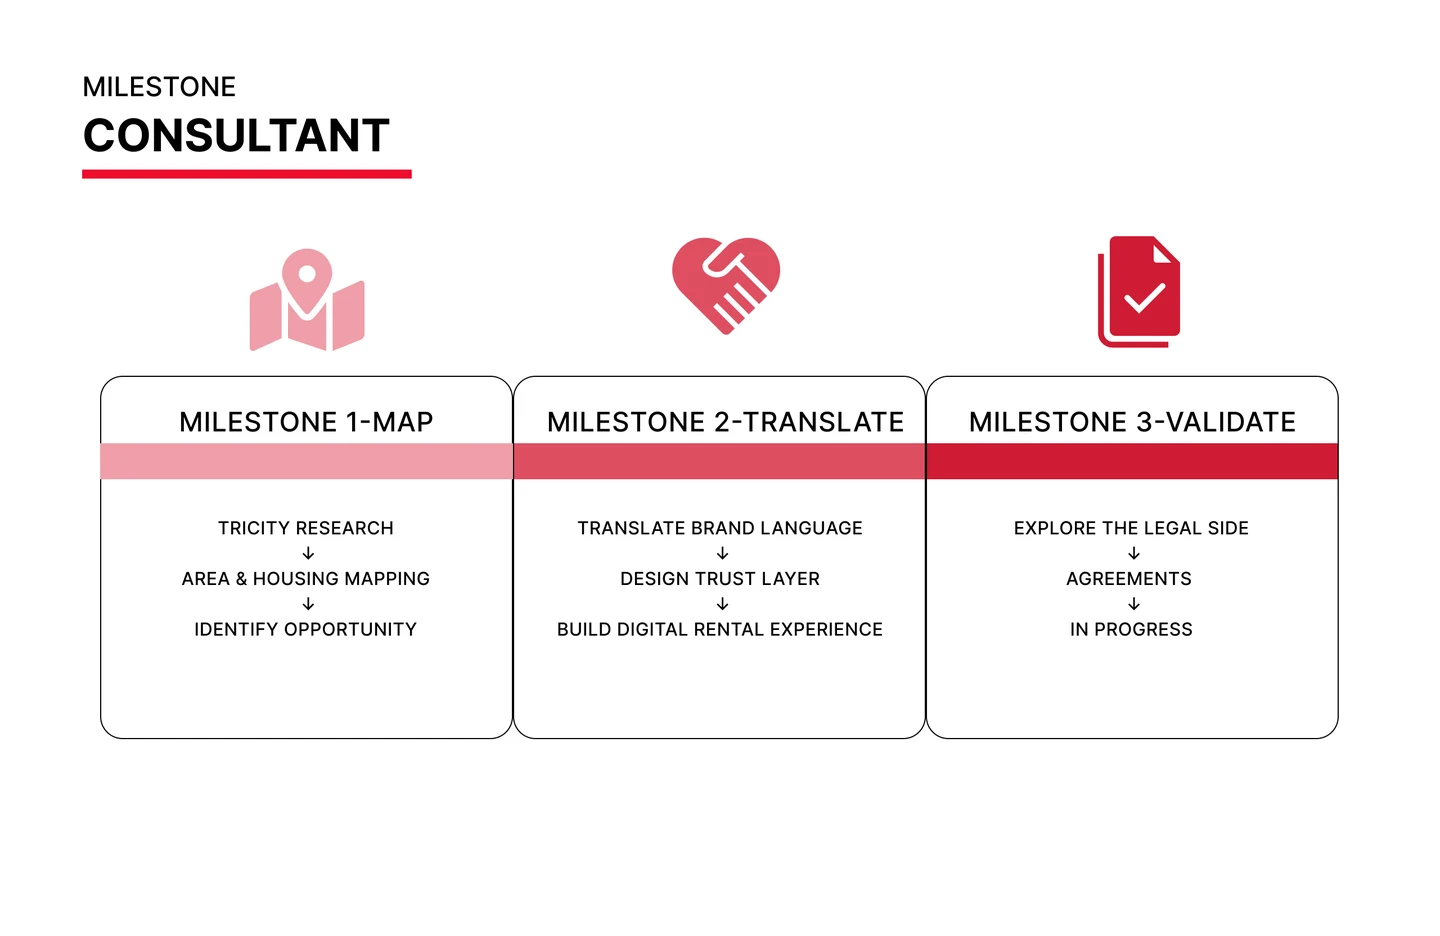 MILESTONE
CONSULTANT
MILESTONE 1-MAP
TRICITY RESEARCH
↓
AREA & HOUSING MAPPING
↓
IDENTIFY OPPORTUNITY
MILESTONE 2-TRANSLATE
TRANSLATE BRAND LANGUAGE
↓
DESIGN TRUST LAYER
↓
BUILD DIGITAL RENTAL EXPERIENCE
MILESTONE 3-VALIDATE
EXPLORE THE LEGAL SIDE
↓
AGREEMENTS
↓
IN PROGRESS